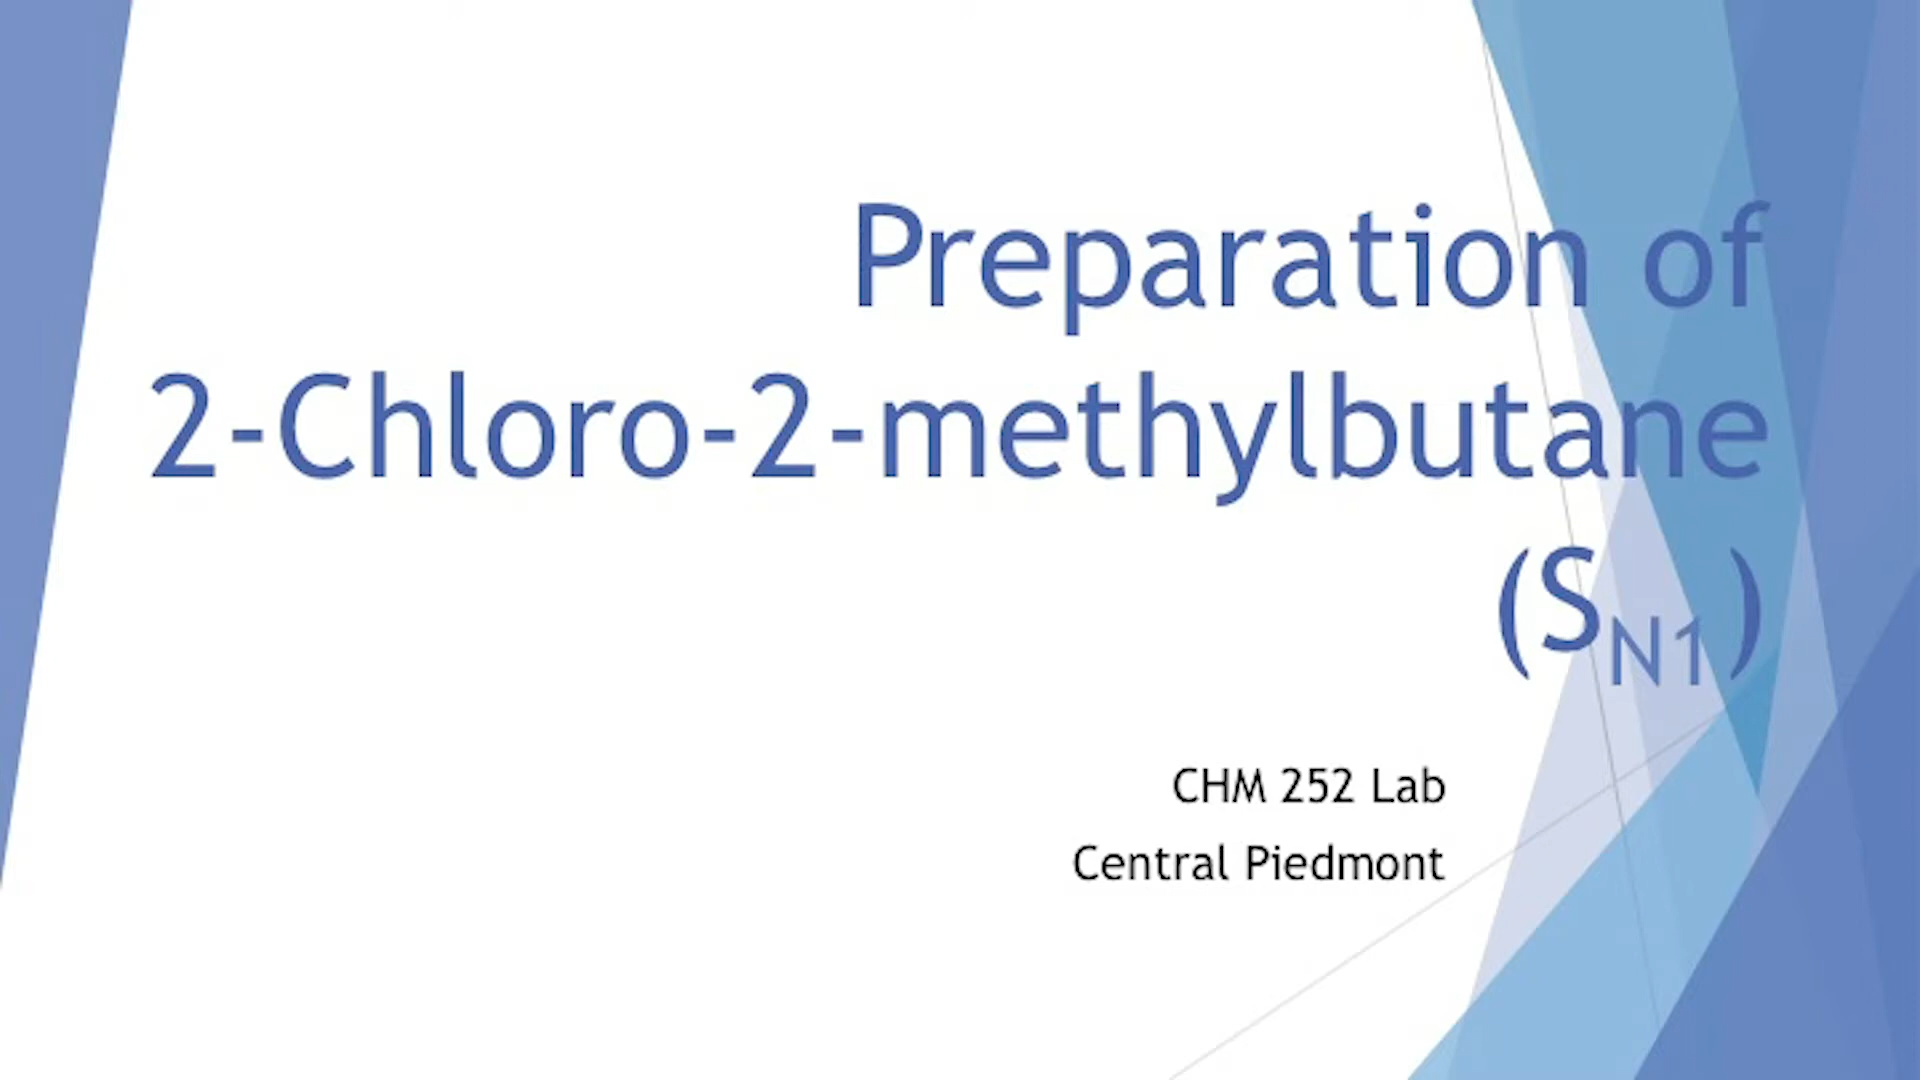 Preparation of
2-Chloro-2-methylbutane
(SN1)
CHM 252 Lab
Central Piedmont